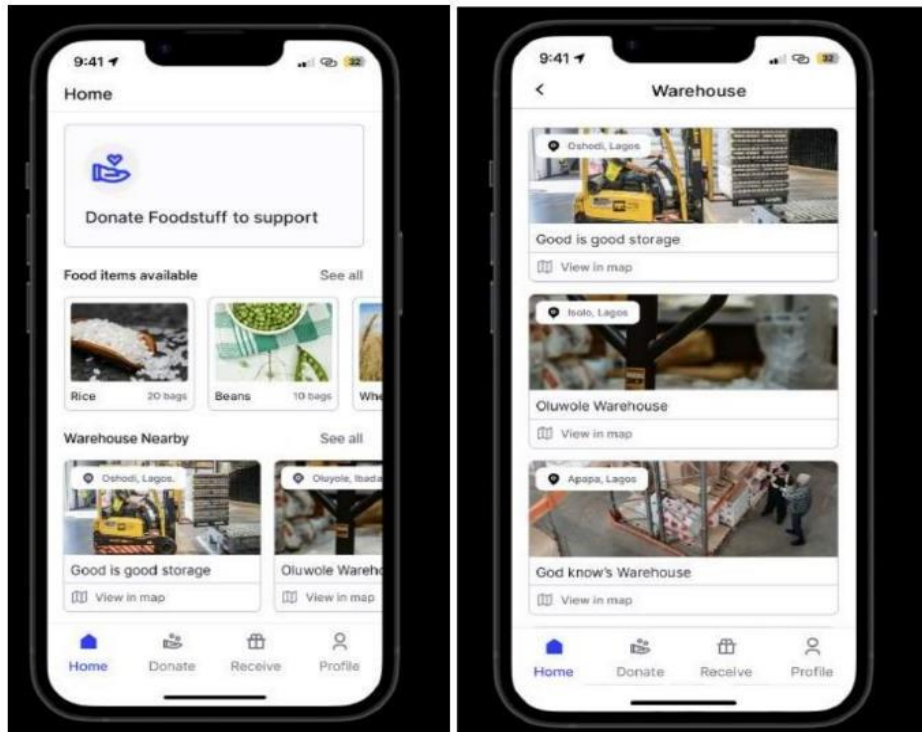 9:41
32
Home
Donate Foodstuff to support
Food items available See all
Rice 20 bags Beans 10 bags Whe
Warehouse Nearby See all
Oshodi, Lagos. Oluyole, Ibada
Good is good storage Oluwole Wareho
View in map View in map
Home Donate Receive Profile
9:41
32
Warehouse
Oshodi, Lagos
Good is good storage
View in map
Isolo, Lagos
Oluwole Warehouse
View in map
Apapa, Lagos
God know's Warehouse
View in map
Home Donate Receive Profile